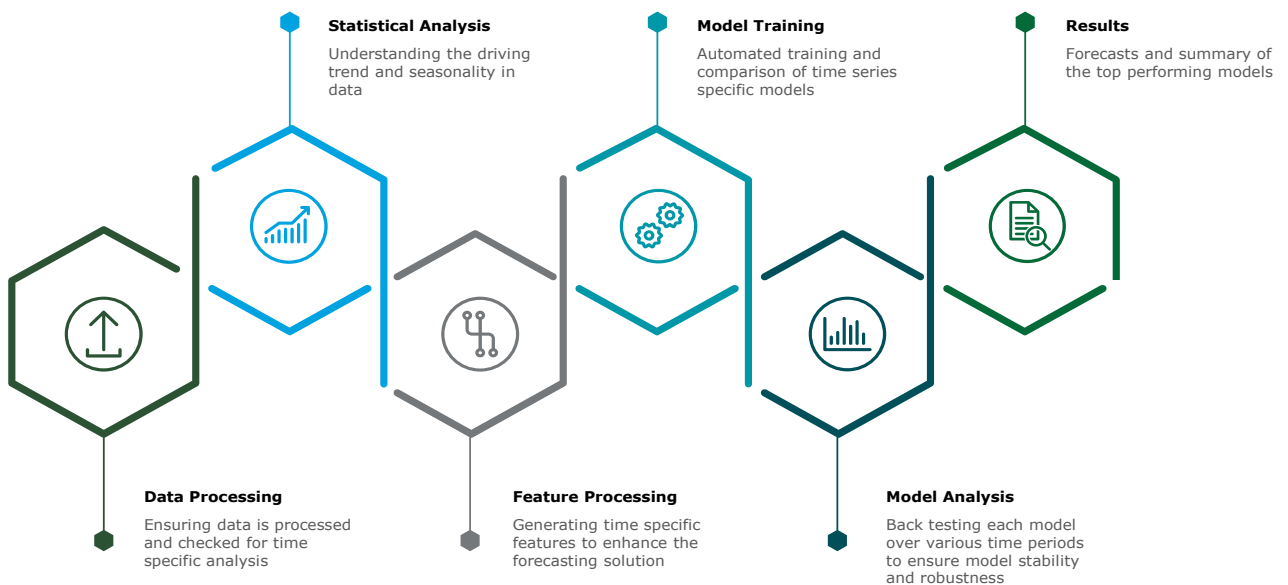 Statistical Analysis
Understanding the driving
trend and seasonality in
data
Model Training
Automated training and
comparison of time series
specific models
Results
Forecasts and summary of
the top performing models
Data Processing
Ensuring data is processed
and checked for time
specific analysis
Feature Processing
Generating time specific
features to enhance the
forecasting solution
Model Analysis
Back testing each model
over various time periods
to ensure model stability
and robustness